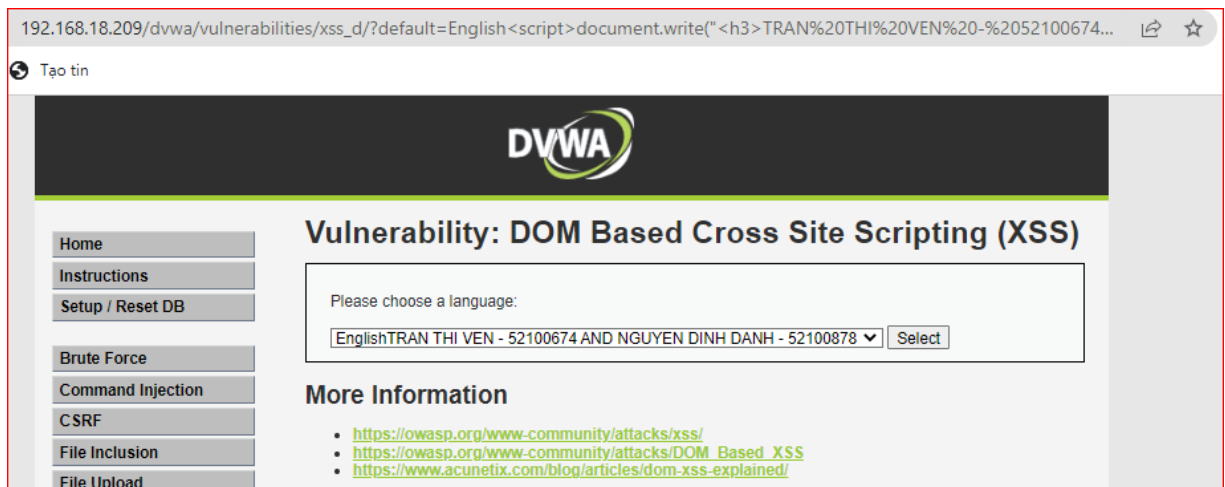 192.168.18.209/dvwa/vulnerabilities/xss_d/?default=English<script>document.write("<h3>TRAN%20THI%20VEN%20-%2052100674...
Tạo tin
DVWA
Home
Instructions
Setup / Reset DB
Brute Force
Command Injection
CSRF
File Inclusion
File Upload
Vulnerability: DOM Based Cross Site Scripting (XSS)
Please choose a language:
EnglishTRAN THI VEN - 52100674 AND NGUYEN DINH DANH - 52100878 Select
More Information
https://owasp.org/www-community/attacks/xss/
https://owasp.org/www-community/attacks/DOM_Based_XSS
https://www.acunetix.com/blog/articles/dom-xss-explained/